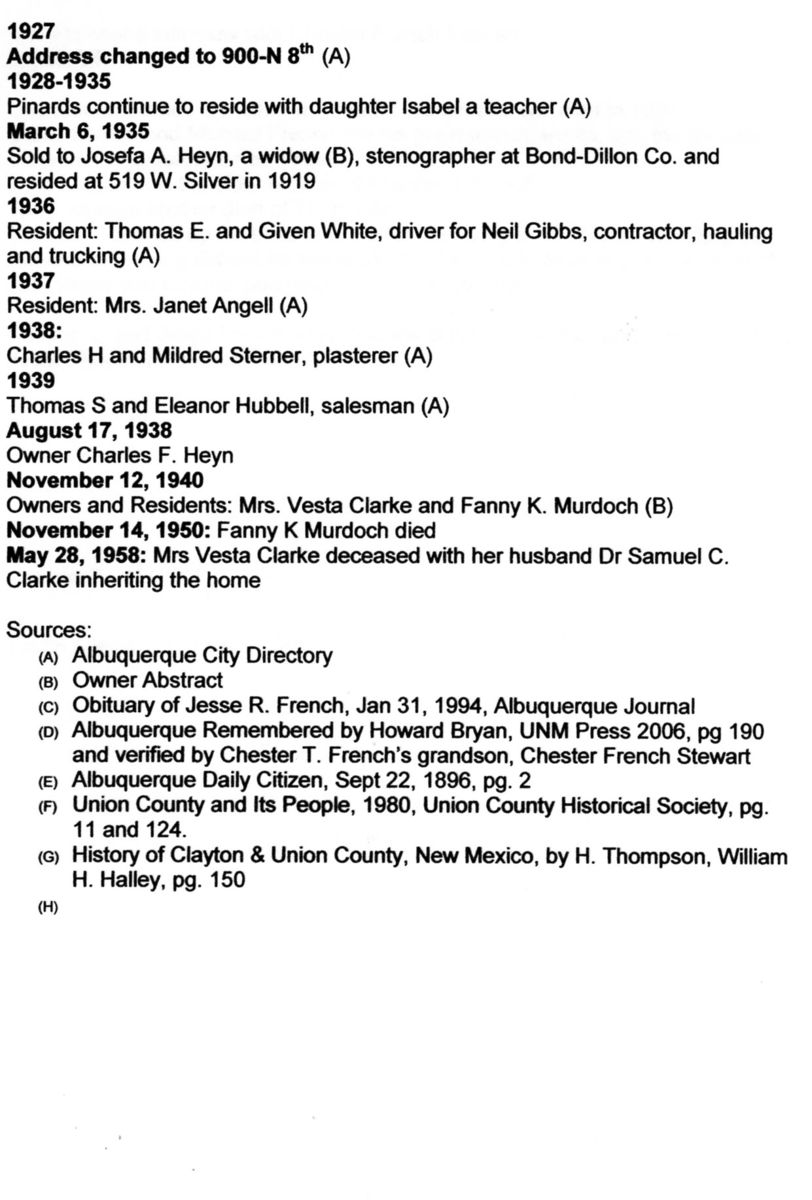 1927
Address changed to 900-N 8th (A)
1928-1935
Pinards continue to reside with daughter Isabel a teacher (A)
March 6, 1935
Sold to Josefa A. Heyn, a widow (B), stenographer at Bond-Dillon Co. and
resided at 519 W. Silver in 1919
1936
Resident: Thomas E. and Given White, driver for Neil Gibbs, contractor, hauling
and trucking (A)
1937
Resident: Mrs. Janet Angell (A)
1938:
Charles H and Mildred Sterner, plasterer (A)
1939
Thomas S and Eleanor Hubbell, salesman (A)
August 17, 1938
Owner Charles F. Heyn
November 12, 1940
Owners and Residents: Mrs. Vesta Clarke and Fanny K. Murdoch (B)
November 14, 1950: Fanny K Murdoch died
May 28, 1958: Mrs Vesta Clarke deceased with her husband Dr Samuel C.
Clarke inheriting the home
Sources:
(A) Albuquerque City Directory
(B) Owner Abstract
(C) Obituary of Jesse R. French, Jan 31, 1994, Albuquerque Journal
(D) Albuquerque Remembered by Howard Bryan, UNM Press 2006, pg 190
and verified by Chester T. French's grandson, Chester French Stewart
(E) Albuquerque Daily Citizen, Sept 22, 1896, pg. 2
(F) Union County and Its People, 1980, Union County Historical Society, pg.
11 and 124.
(G) History of Clayton & Union County, New Mexico, by H. Thompson, William
H. Halley, pg. 150
(H)